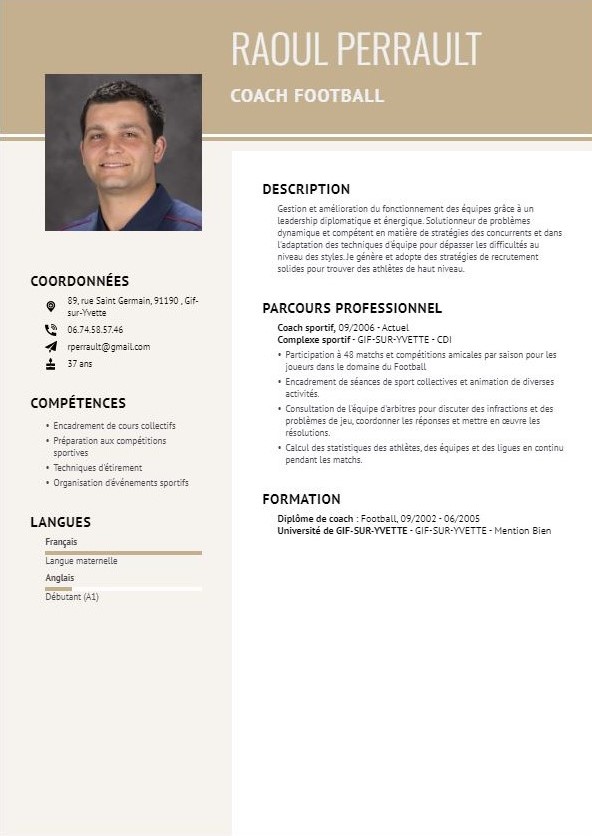 RAOUL PERRAULT
COACH FOOTBALL
COORDONNÉES
89, rue Saint Germain, 91190 , Gif-
sur-Yvette
06.74.58.57.46
rperrault@gmail.com
37 ans
COMPÉTENCES
• Encadrement de cours collectifs
• Préparation aux compétitions
sportives
• Techniques d'étirement
• Organisation d'événements sportifs
LANGUES
Français
Langue maternelle
Anglais
Débutant (A1)
DESCRIPTION
Gestion et amélioration du fonctionnement des équipes grâce à un
leadership diplomatique et énergique. Solutionneur de problèmes
dynamique et compétent en matière de stratégies des concurrents et dans
l'adaptation des techniques d'équipe pour dépasser les difficultés au
niveau des styles. Je génère et adopte des stratégies de recrutement
solides pour trouver des athlètes de haut niveau.
PARCOURS PROFESSIONNEL
Coach sportif, 09/2006 - Actuel
Complexe sportif - GIF-SUR-YVETTE - CDI
• Participation à 48 matchs et compétitions amicales par saison pour les
joueurs dans le domaine du Football
• Encadrement de séances de sport collectives et animation de diverses
activités.
• Consultation de l'équipe d'arbitres pour discuter des infractions et des
problèmes de jeu, coordonner les réponses et mettre en œuvre les
résolutions.
• Calcul des statistiques des athlètes, des équipes et des ligues en continu
pendant les matchs.
FORMATION
Diplôme de coach : Football, 09/2002 - 06/2005
Université de GIF-SUR-YVETTE - GIF-SUR-YVETTE - Mention Bien